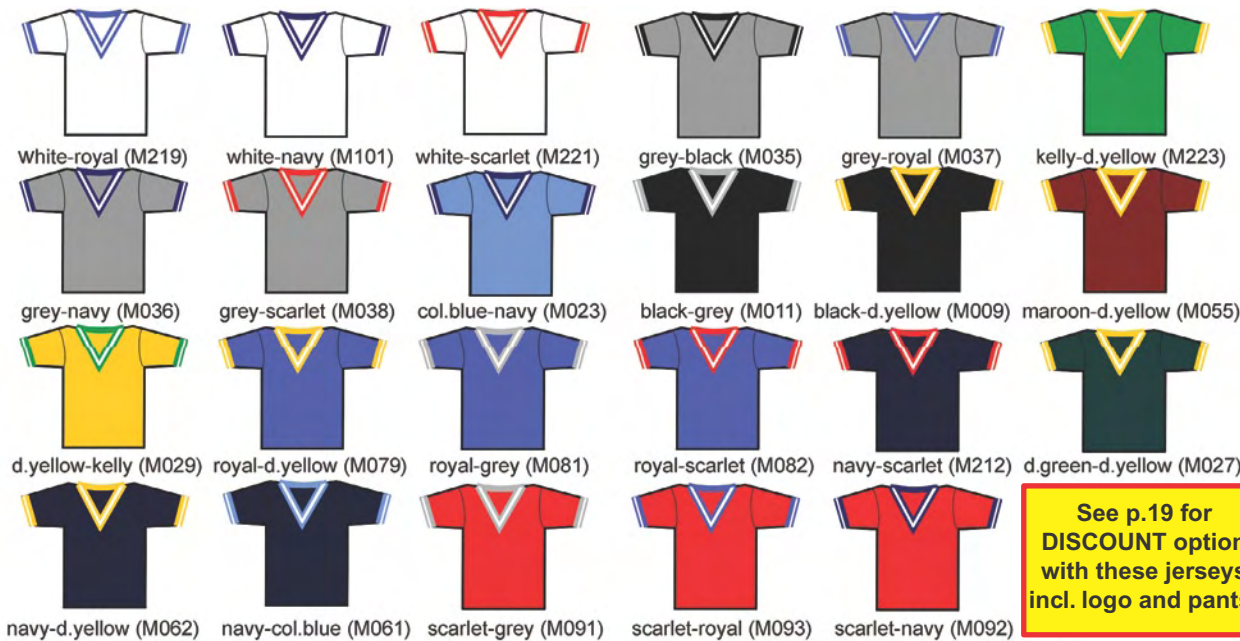 white-royal (M219) white-navy (M101) white-scarlet (M221) grey-black (M035) grey-royal (M037) kelly-d.yellow (M223)
grey-navy (M036) grey-scarlet (M038) col.blue-navy (M023) black-grey (M011) black-d.yellow (M009) maroon-d.yellow (M055)
d.yellow-kelly (M029) royal-d.yellow (M079) royal-grey (M081) royal-scarlet (M082) navy-scarlet (M212) d.green-d.yellow (M027)
navy-d.yellow (M062) navy-col.blue (M061) scarlet-grey (M091) scarlet-royal (M093) scarlet-navy (M092)
See p.19 for
DISCOUNT option
with these jerseys
incl. logo and pant